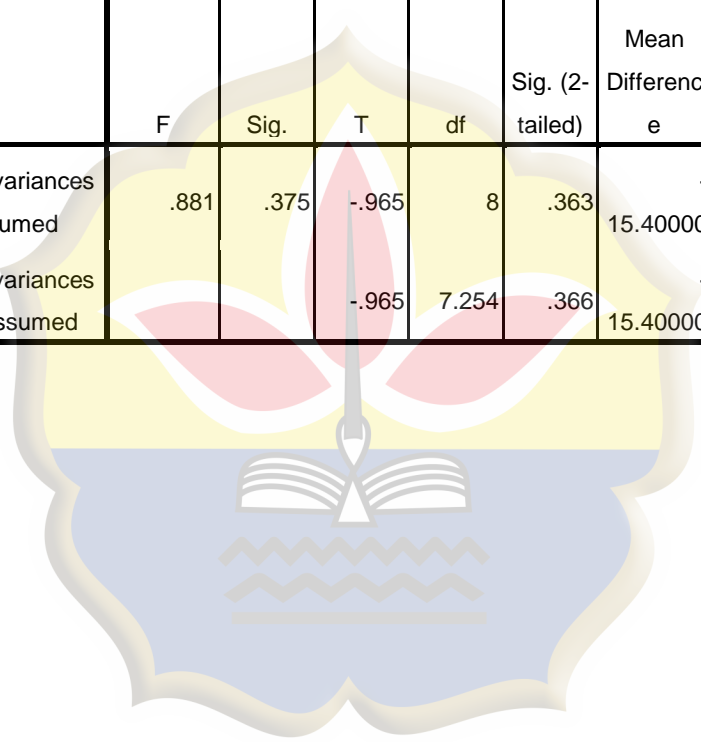 Mean
Sig. (2- Differenc
F Sig. T df tailed) e
variances
.881 .375 -.965 8 .363 -
umed 15.40000
variances
-.965 7.254 .366 -
ssumed 15.40000